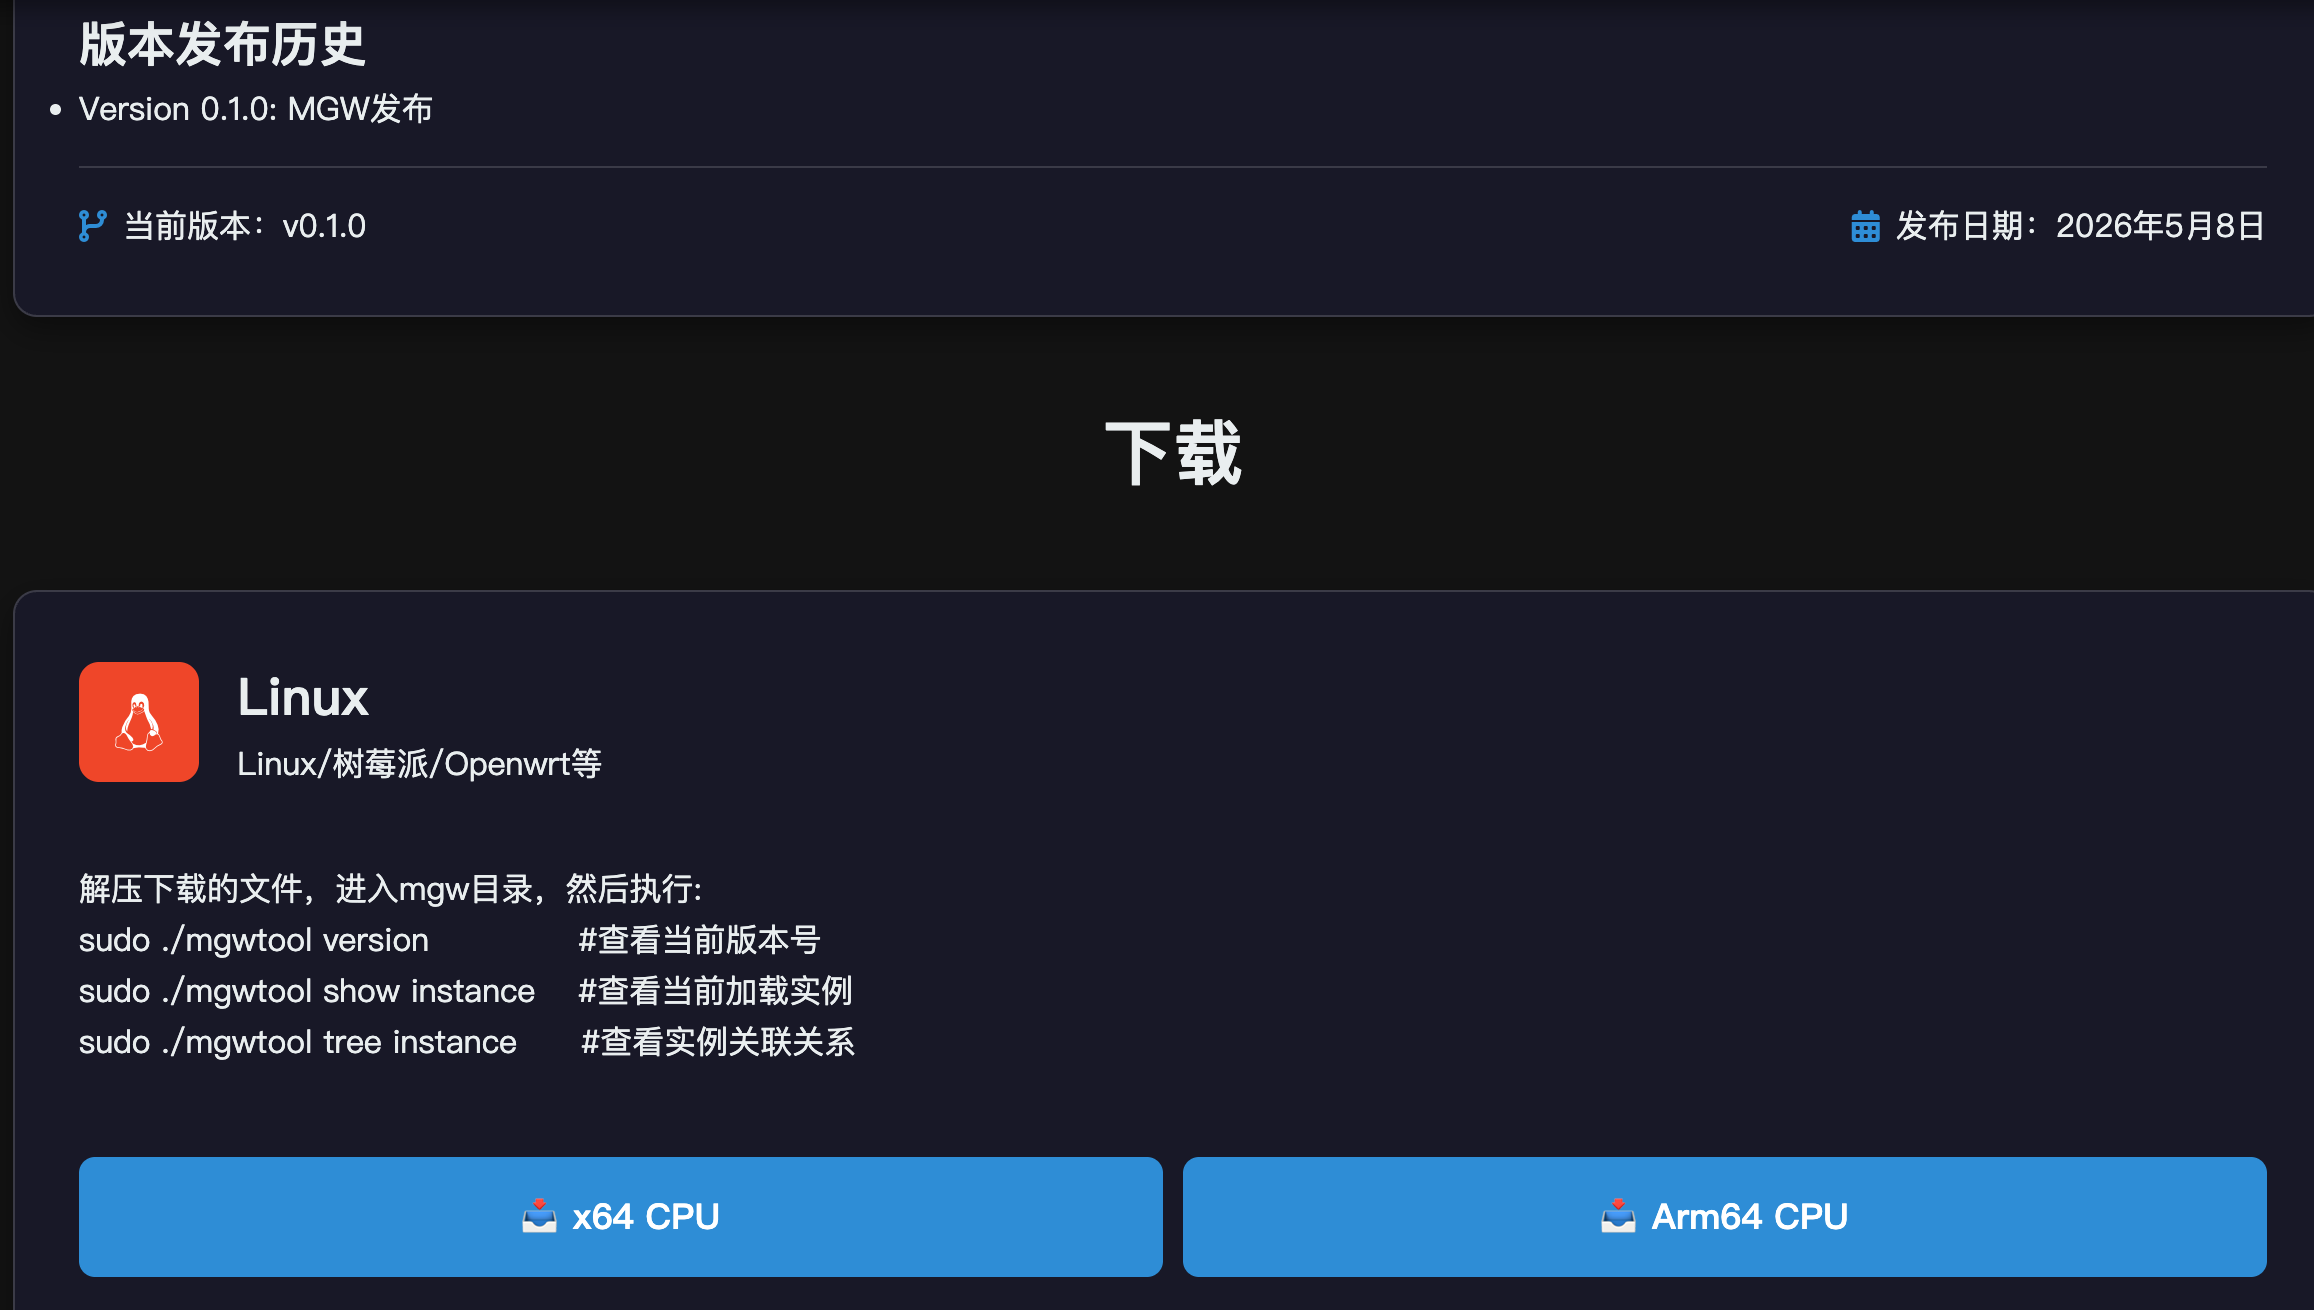 版本发布历史
Version 0.1.0: MGW发布
当前版本：v0.1.0
发布日期：2026年5月8日
下载
Linux
Linux/树莓派/Openwrt等
解压下载的文件，进入mgw目录，然后执行:
sudo ./mgwtool version #查看当前版本号
sudo ./mgwtool show instance #查看当前加载实例
sudo ./mgwtool tree instance #查看实例关联关系
x64 CPU
Arm64 CPU